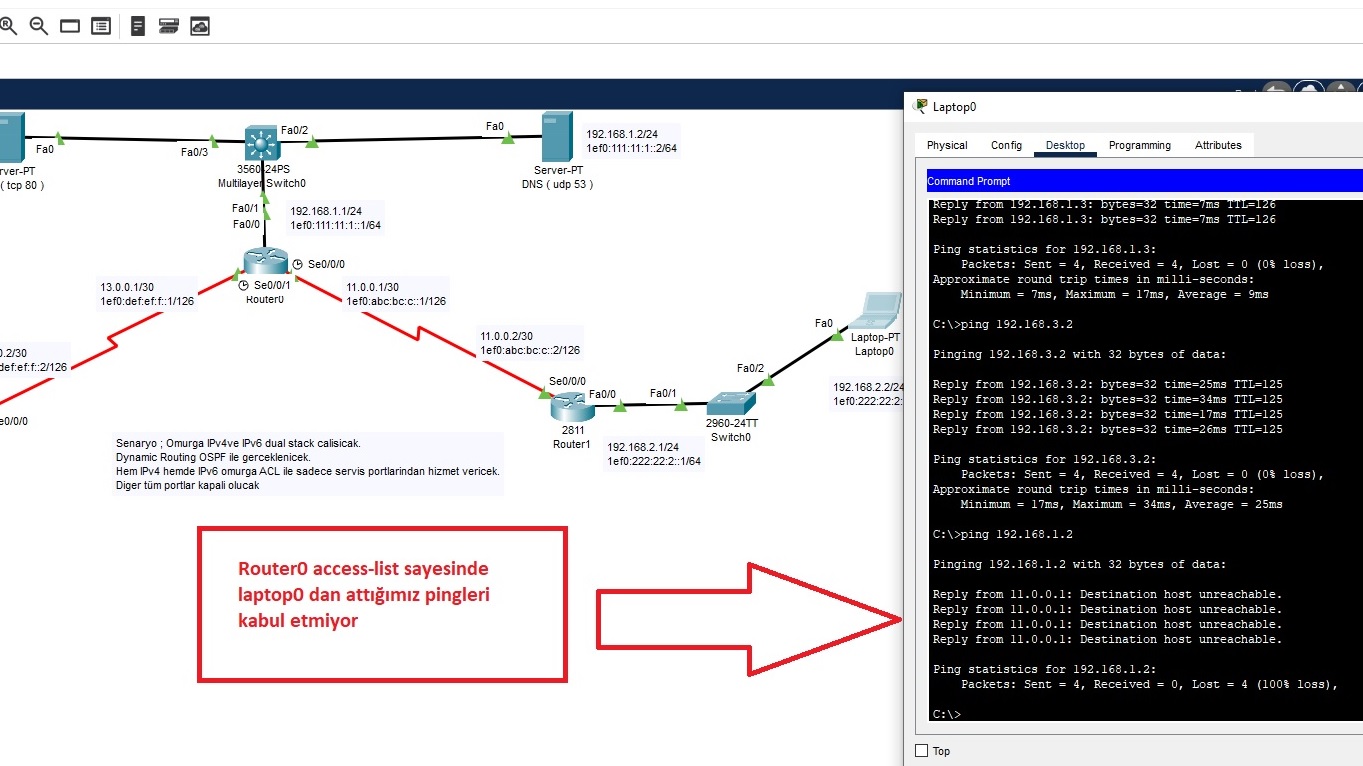 Laptop0
Physical
Config
Desktop
Programming
Attributes
Command Prompt
Reply from 192.168.1.3: bytes=32 time=7ms TTL=126
Reply from 192.168.1.3: bytes=32 time=7ms TTL=126
Ping statistics for 192.168.1.3:
Packets: Sent = 4, Received = 4, Lost = 0 (0% loss),
Approximate round trip times in milli-seconds:
Minimum = 7ms, Maximum = 17ms, Average = 9ms
C:\>ping 192.168.3.2
Pinging 192.168.3.2 with 32 bytes of data:
Reply from 192.168.3.2: bytes=32 time=25ms TTL=125
Reply from 192.168.3.2: bytes=32 time=34ms TTL=125
Reply from 192.168.3.2: bytes=32 time=17ms TTL=125
Reply from 192.168.3.2: bytes=32 time=26ms TTL=125
Ping statistics for 192.168.3.2:
Packets: Sent = 4, Received = 4, Lost = 0 (0% loss),
Approximate round trip times in milli-seconds:
Minimum = 17ms, Maximum = 34ms, Average = 25ms
C:\>ping 192.168.1.2
Pinging 192.168.1.2 with 32 bytes of data:
Reply from 11.0.0.1: Destination host unreachable.
Reply from 11.0.0.1: Destination host unreachable.
Reply from 11.0.0.1: Destination host unreachable.
Reply from 11.0.0.1: Destination host unreachable.
Ping statistics for 192.168.1.2:
Packets: Sent = 4, Received = 0, Lost = 4 (100% loss),
C:\>
Top
Fa0
rver-PT
( tcp 80 )
Fa0/3
Fa0/2
3560-24PS
Multilayer Switch0
Fa0/1
Fa0
192.168.1.2/24
1ef0:111:11:1::2/64
Server-PT
DNS ( udp 53 )
192.168.1.1/24
1ef0:111:11:1::1/64
Fa0/0
Se0/0/0
Se0/0/1
Router0
13.0.0.1/30
1ef0:def:ef:f::1/126
11.0.0.1/30
1ef0:abc:bc:c::1/126
0.2/30
def:ef:f::2/126
e0/0/0
11.0.0.2/30
1ef0:abc:bc:c::2/126
Se0/0/0
Fa0/0
2811
Router1
Fa0/1
192.168.2.1/24
1ef0:222:22:2::1/64
Fa0/2
2960-24TT
Switch0
Fa0
Laptop-PT
Laptop0
192.168.2.2/24
1ef0:222:22:2:
Senaryo ; Omurga IPv4ve IPv6 dual stack calisicak.
Dynamic Routing OSPF ile gerceklenicek.
Hem IPv4 hemde IPv6 omurga ACL ile sadece servis portlarindan hizmet vericek.
Diger tüm portlar kapali olucak
Router0 access-list sayesinde
laptop0 dan attığımız pingleri
kabul etmiyor